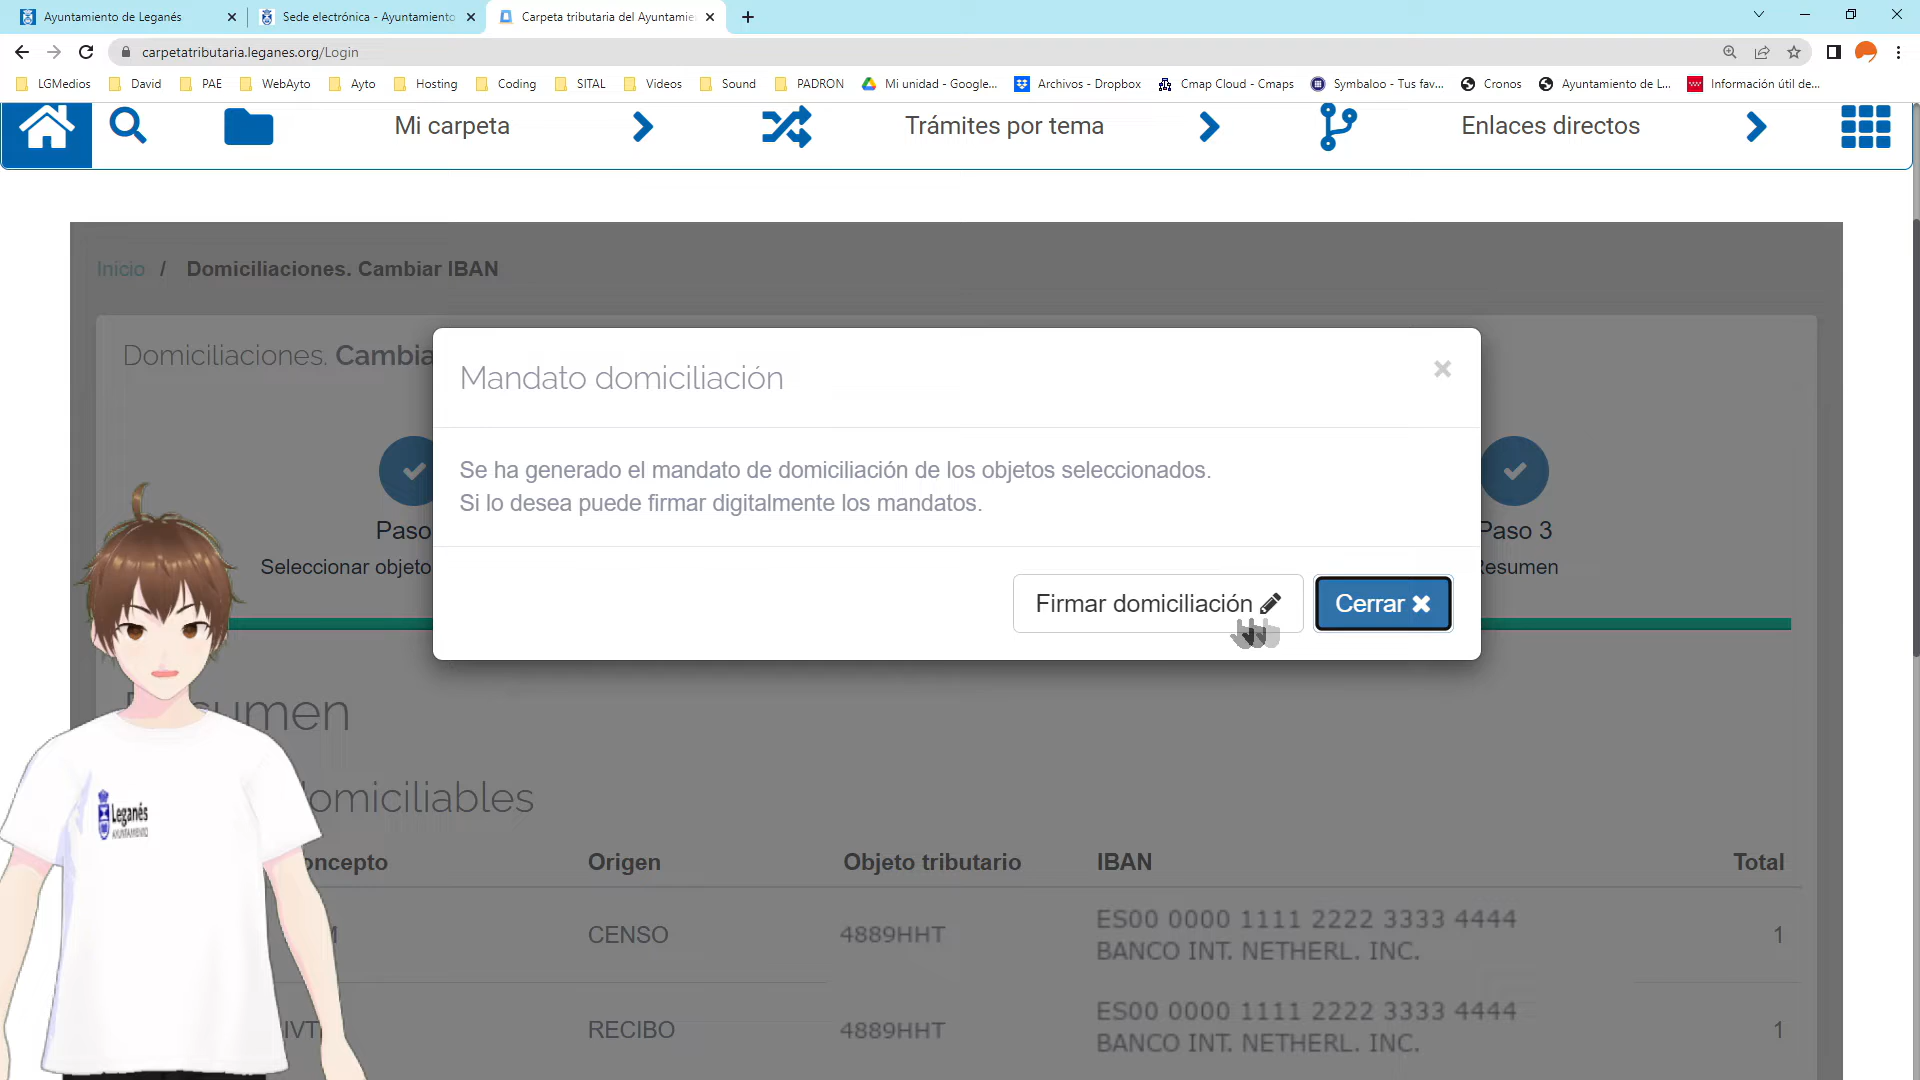 Ayuntamiento de Leganés
Sede electrónica - Ayuntamiento
Carpeta tributaria del Ayuntamie
carpetatributaria.leganes.org/Login
LGMedios
David
PAE
WebAyto
Ayto
Hosting
Coding
SITAL
Videos
Sound
PADRON
Mi unidad - Google...
Archivos - Dropbox
Cmap Cloud - Cmaps
Symbaloo - Tus fav...
Cronos
Ayuntamiento de L...
Información útil de...
Mi carpeta
Trámites por tema
Enlaces directos
Inicio / Domiciliaciones. Cambiar IBAN
Domiciliaciones. Cambia
Mandato domiciliación
Se ha generado el mandato de domiciliación de los objetos seleccionados.
Si lo desea puede firmar digitalmente los mandatos.
Firmar domiciliación
Cerrar
Paso
Seleccionar objeto
Paso 3
Resumen
sumen
omiciliables
oncepto Origen Objeto tributario IBAN Total
CENSO 4889HHT ES00 0000 1111 2222 3333 4444 1
BANCO INT. NETHERL. INC.
IVT RECIBO 4889HHT ES00 0000 1111 2222 3333 4444 1
BANCO INT. NETHERL. INC.
Leganés
AYUNTAMIENTO